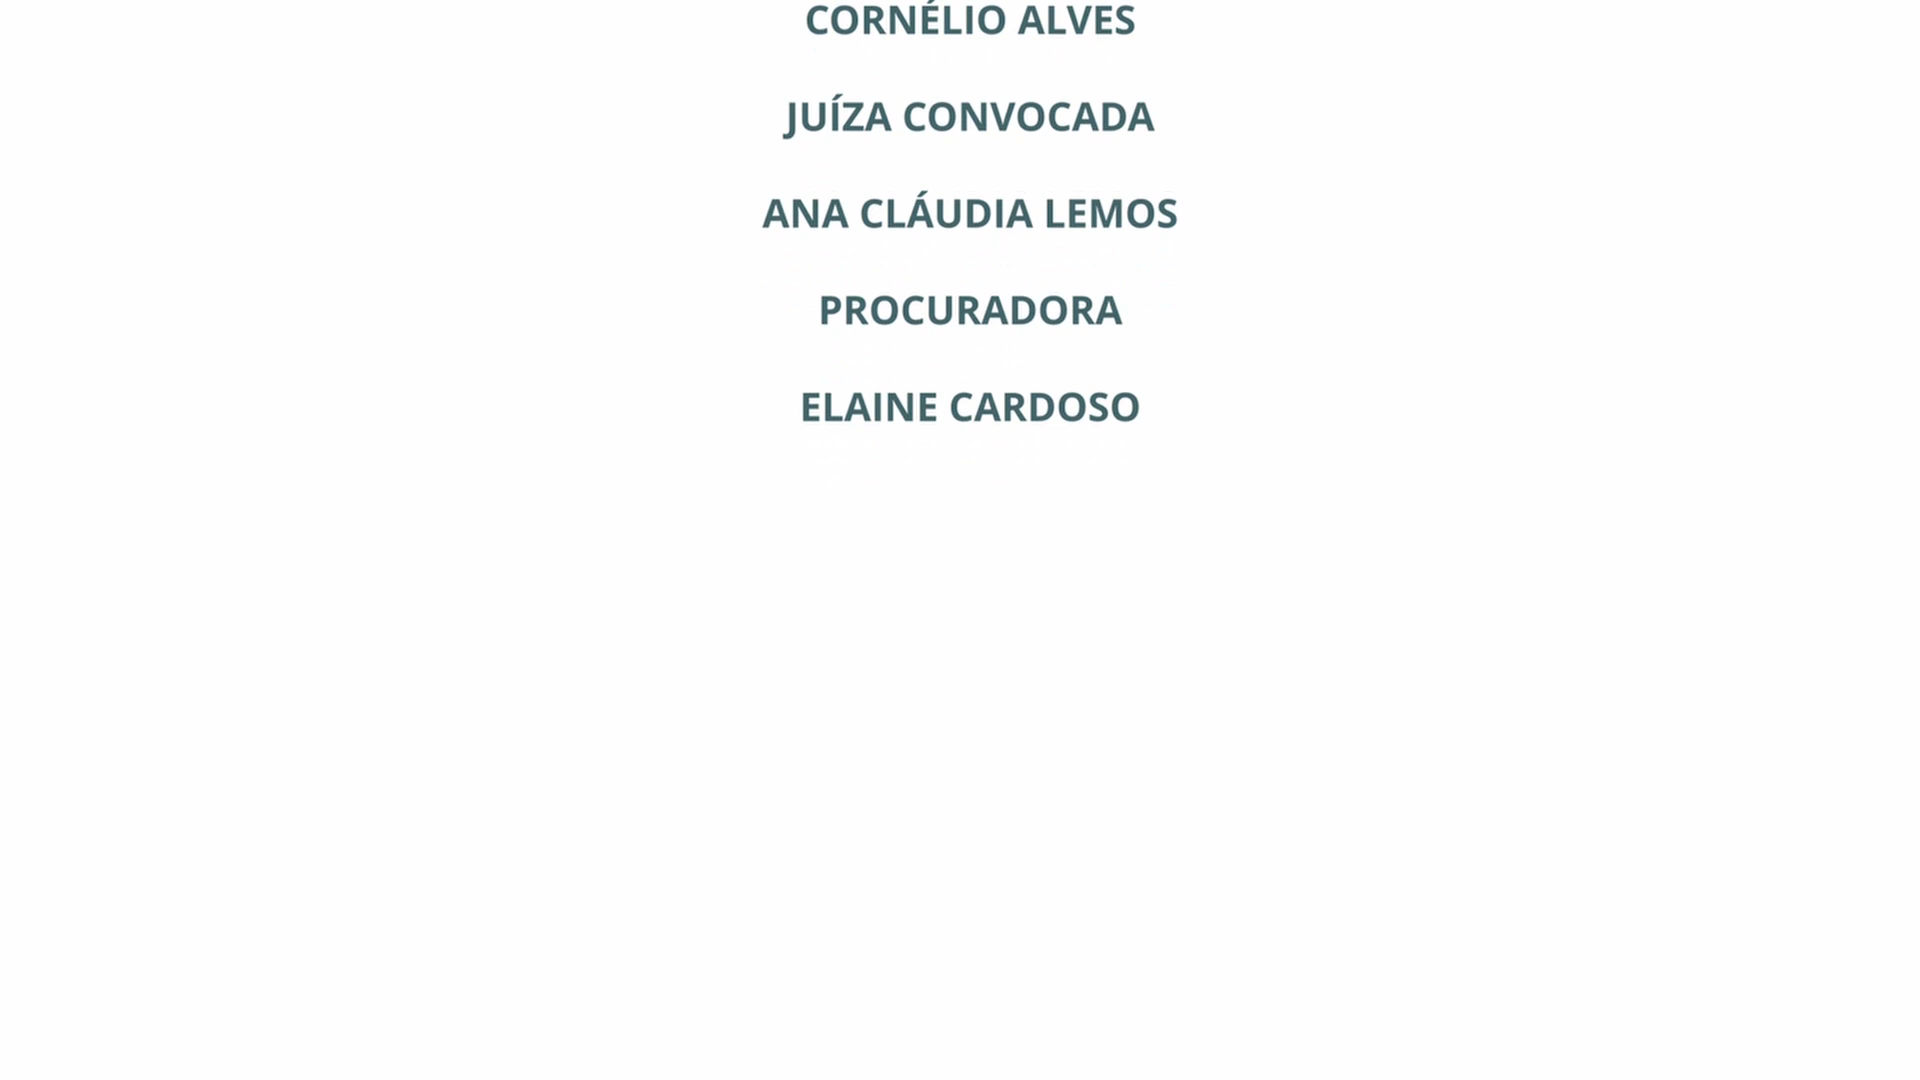 CORNÉLIO ALVES
JUÍZA CONVOCADA
ANA CLÁUDIA LEMOS
PROCURADORA
ELAINE CARDOSO